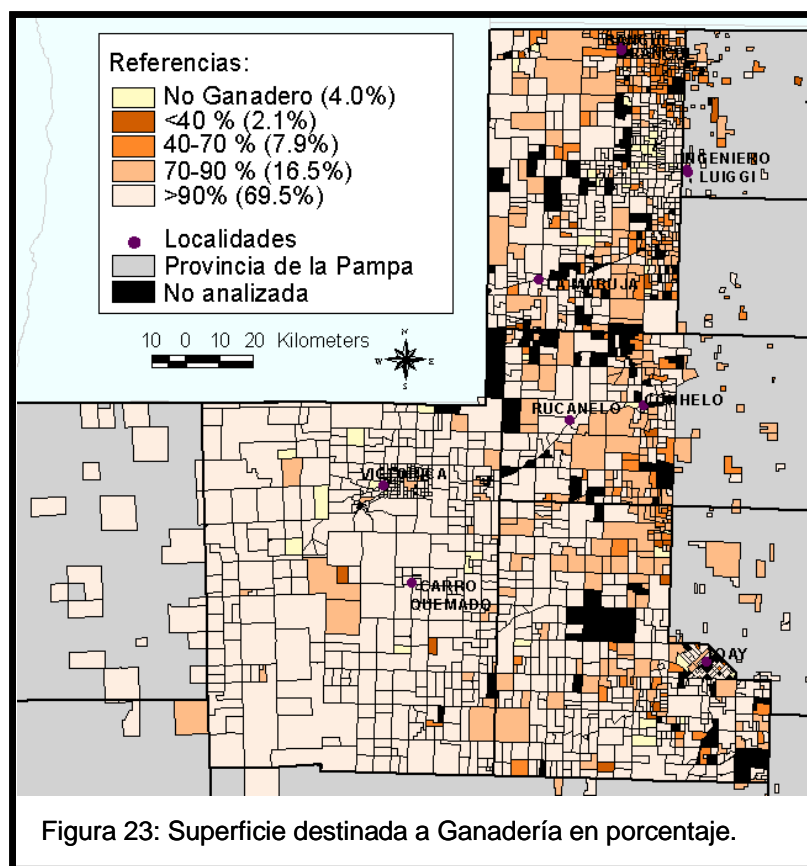 Referencias:
No Ganadero (4.0%)
<40 % (2.1%)
40-70 % (7.9%)
70-90 % (16.5%)
>90% (69.5%)
Localidades
Provincia de la Pampa
No analizada
10 0 10 20 Kilometers
N
W E
S
INGENIERO
LUIGGI
LA MARUJA
RUCANELO
CARRO
QUEMADO
Figura 23: Superficie destinada a Ganadería en porcentaje.